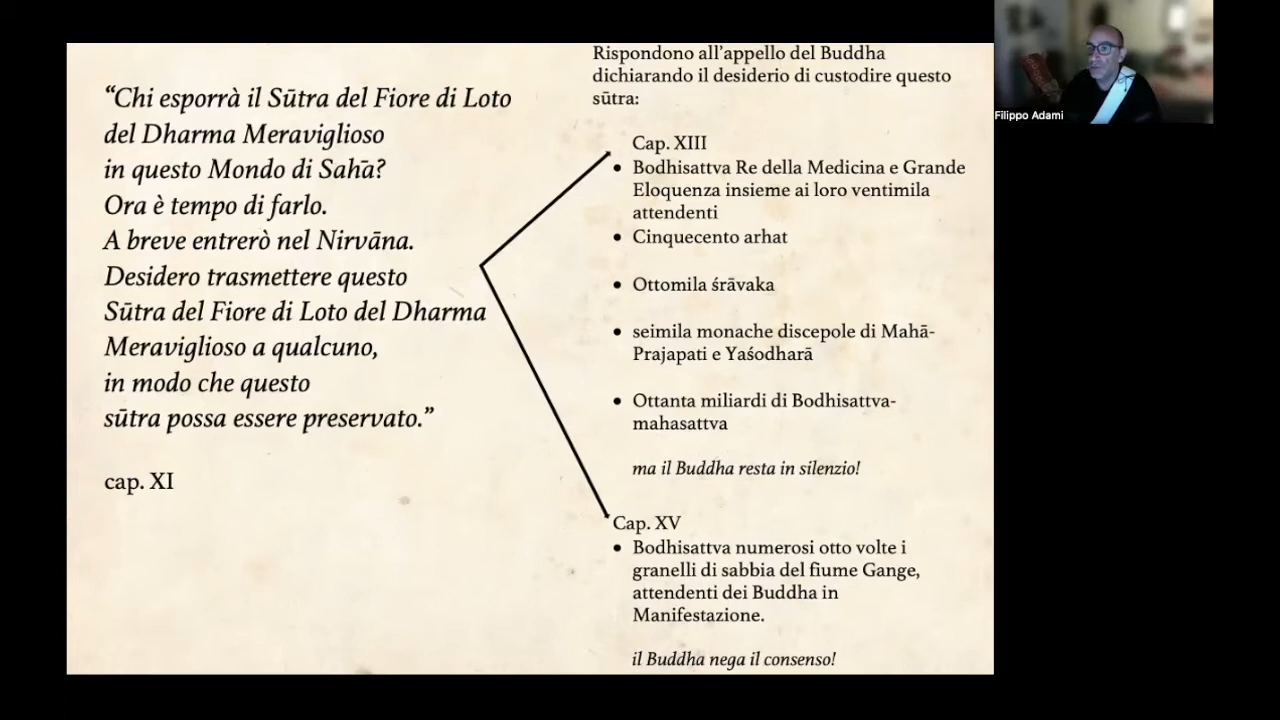 “Chi esporrà il Sūtra del Fiore di Loto
del Dharma Meraviglioso
in questo Mondo di Sahā?
Ora è tempo di farlo.
A breve entrerò nel Nirvāna.
Desidero trasmettere questo
Sūtra del Fiore di Loto del Dharma
Meraviglioso a qualcuno,
in modo che questo
sūtra possa essere preservato.”
cap. XI
Rispondono all’appello del Buddha
dichiarando il desiderio di custodire questo
sūtra:
Cap. XIII
• Bodhisattva Re della Medicina e Grande
Eloquenza insieme ai loro ventimila
attendenti
• Cinquecento arhat
• Ottomila śrāvaka
• seimila monache discepole di Mahā-
Prajapati e Yaśodharā
• Ottanta miliardi di Bodhisattva-
mahasattva
ma il Buddha resta in silenzio!
Cap. XV
• Bodhisattva numerosi otto volte i
granelli di sabbia del fiume Gange,
attendenti dei Buddha in
Manifestazione.
il Buddha nega il consenso!
Filippo Adami